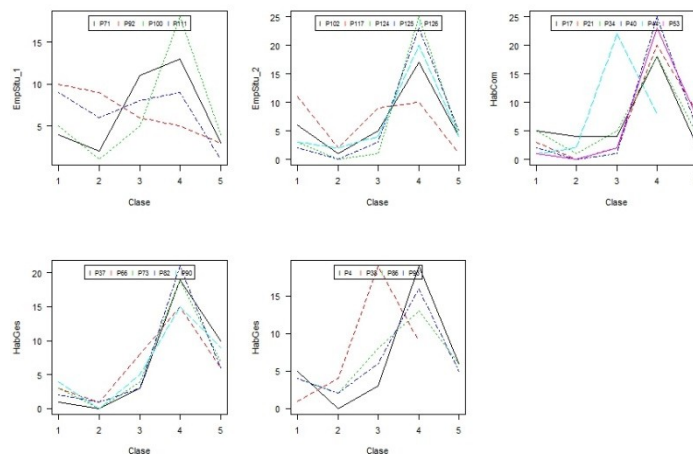 P71 P92 P100 P111
EmpSitu_1
15
10
5
1 2 3 4 5
Clase
P102 P117 P124 P125 P126
EmpSitu_2
25
20
15
10
5
0
1 2 3 4 5
Clase
P17 P21 P34 P40 P53
HabCom
25
20
15
10
5
0
1 2 3 4 5
Clase
P37 P66 P73 P82 P90
HabGes
20
15
10
5
0
1 2 3 4 5
Clase
P4 P38 P86
HabGes
15
10
5
0
1 2 3 4 5
Clase